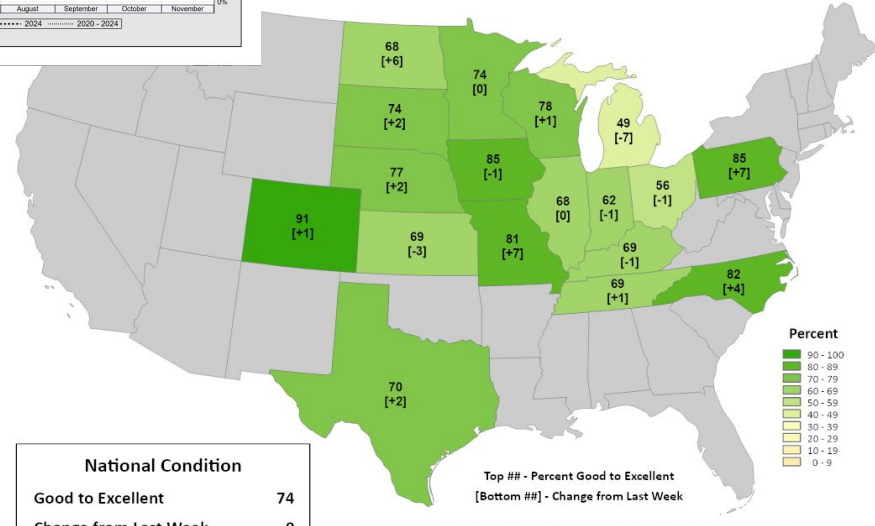 August September October November 0%
2024 2020 - 2024
68
[+6]
74
[0]
74
[+2]
78
[+1]
49
[-7]
77
[+2]
85
[-1]
85
[+7]
91
[+1]
69
[-3]
81
[+7]
68
[0]
62
[-1]
56
[-1]
69
[-1]
69
[+1]
82
[+4]
70
[+2]
Percent
90 - 100
80 - 89
70 - 79
60 - 69
50 - 59
40 - 49
30 - 39
20 - 29
10 - 19
0 - 9
Top ## - Percent Good to Excellent
[Bottom ##] - Change from Last Week
National Condition
Good to Excellent 74
Change from Last Week